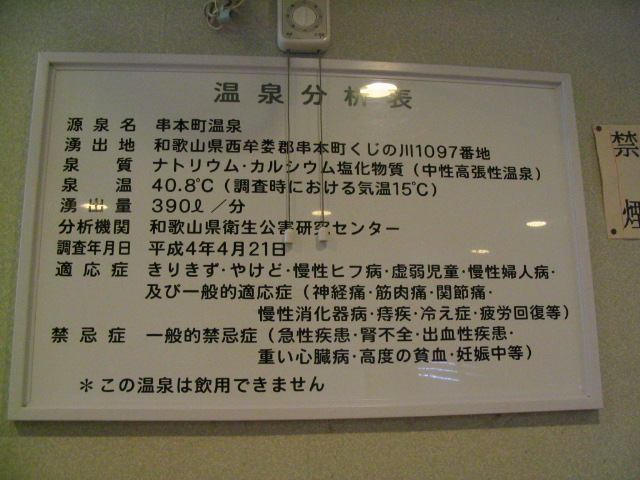 温泉分析表
源泉名 串本町温泉
湧出地 和歌山県西牟婁郡串本町くじの川1097番地
泉質 ナトリウム・カルシウム塩化物質（中性高張性温泉）
泉温 40.8℃（調査時における気温15℃）
湧出量 390ℓ／分
分析機関 和歌山県衛生公害研究センター
調査年月日 平成4年4月21日
適応症 きりきず・やけど・慢性ヒフ病・虚弱児童・慢性婦人病・
及び一般的適応症（神経痛・筋肉痛・関節痛・
慢性消化器病・痔疾・冷え症・疲労回復等）
禁忌症 一般的禁忌症（急性疾患・腎不全・出血性疾患・
重い心臓病・高度の貧血・妊娠中等）
＊この温泉は飲用できません
禁煙